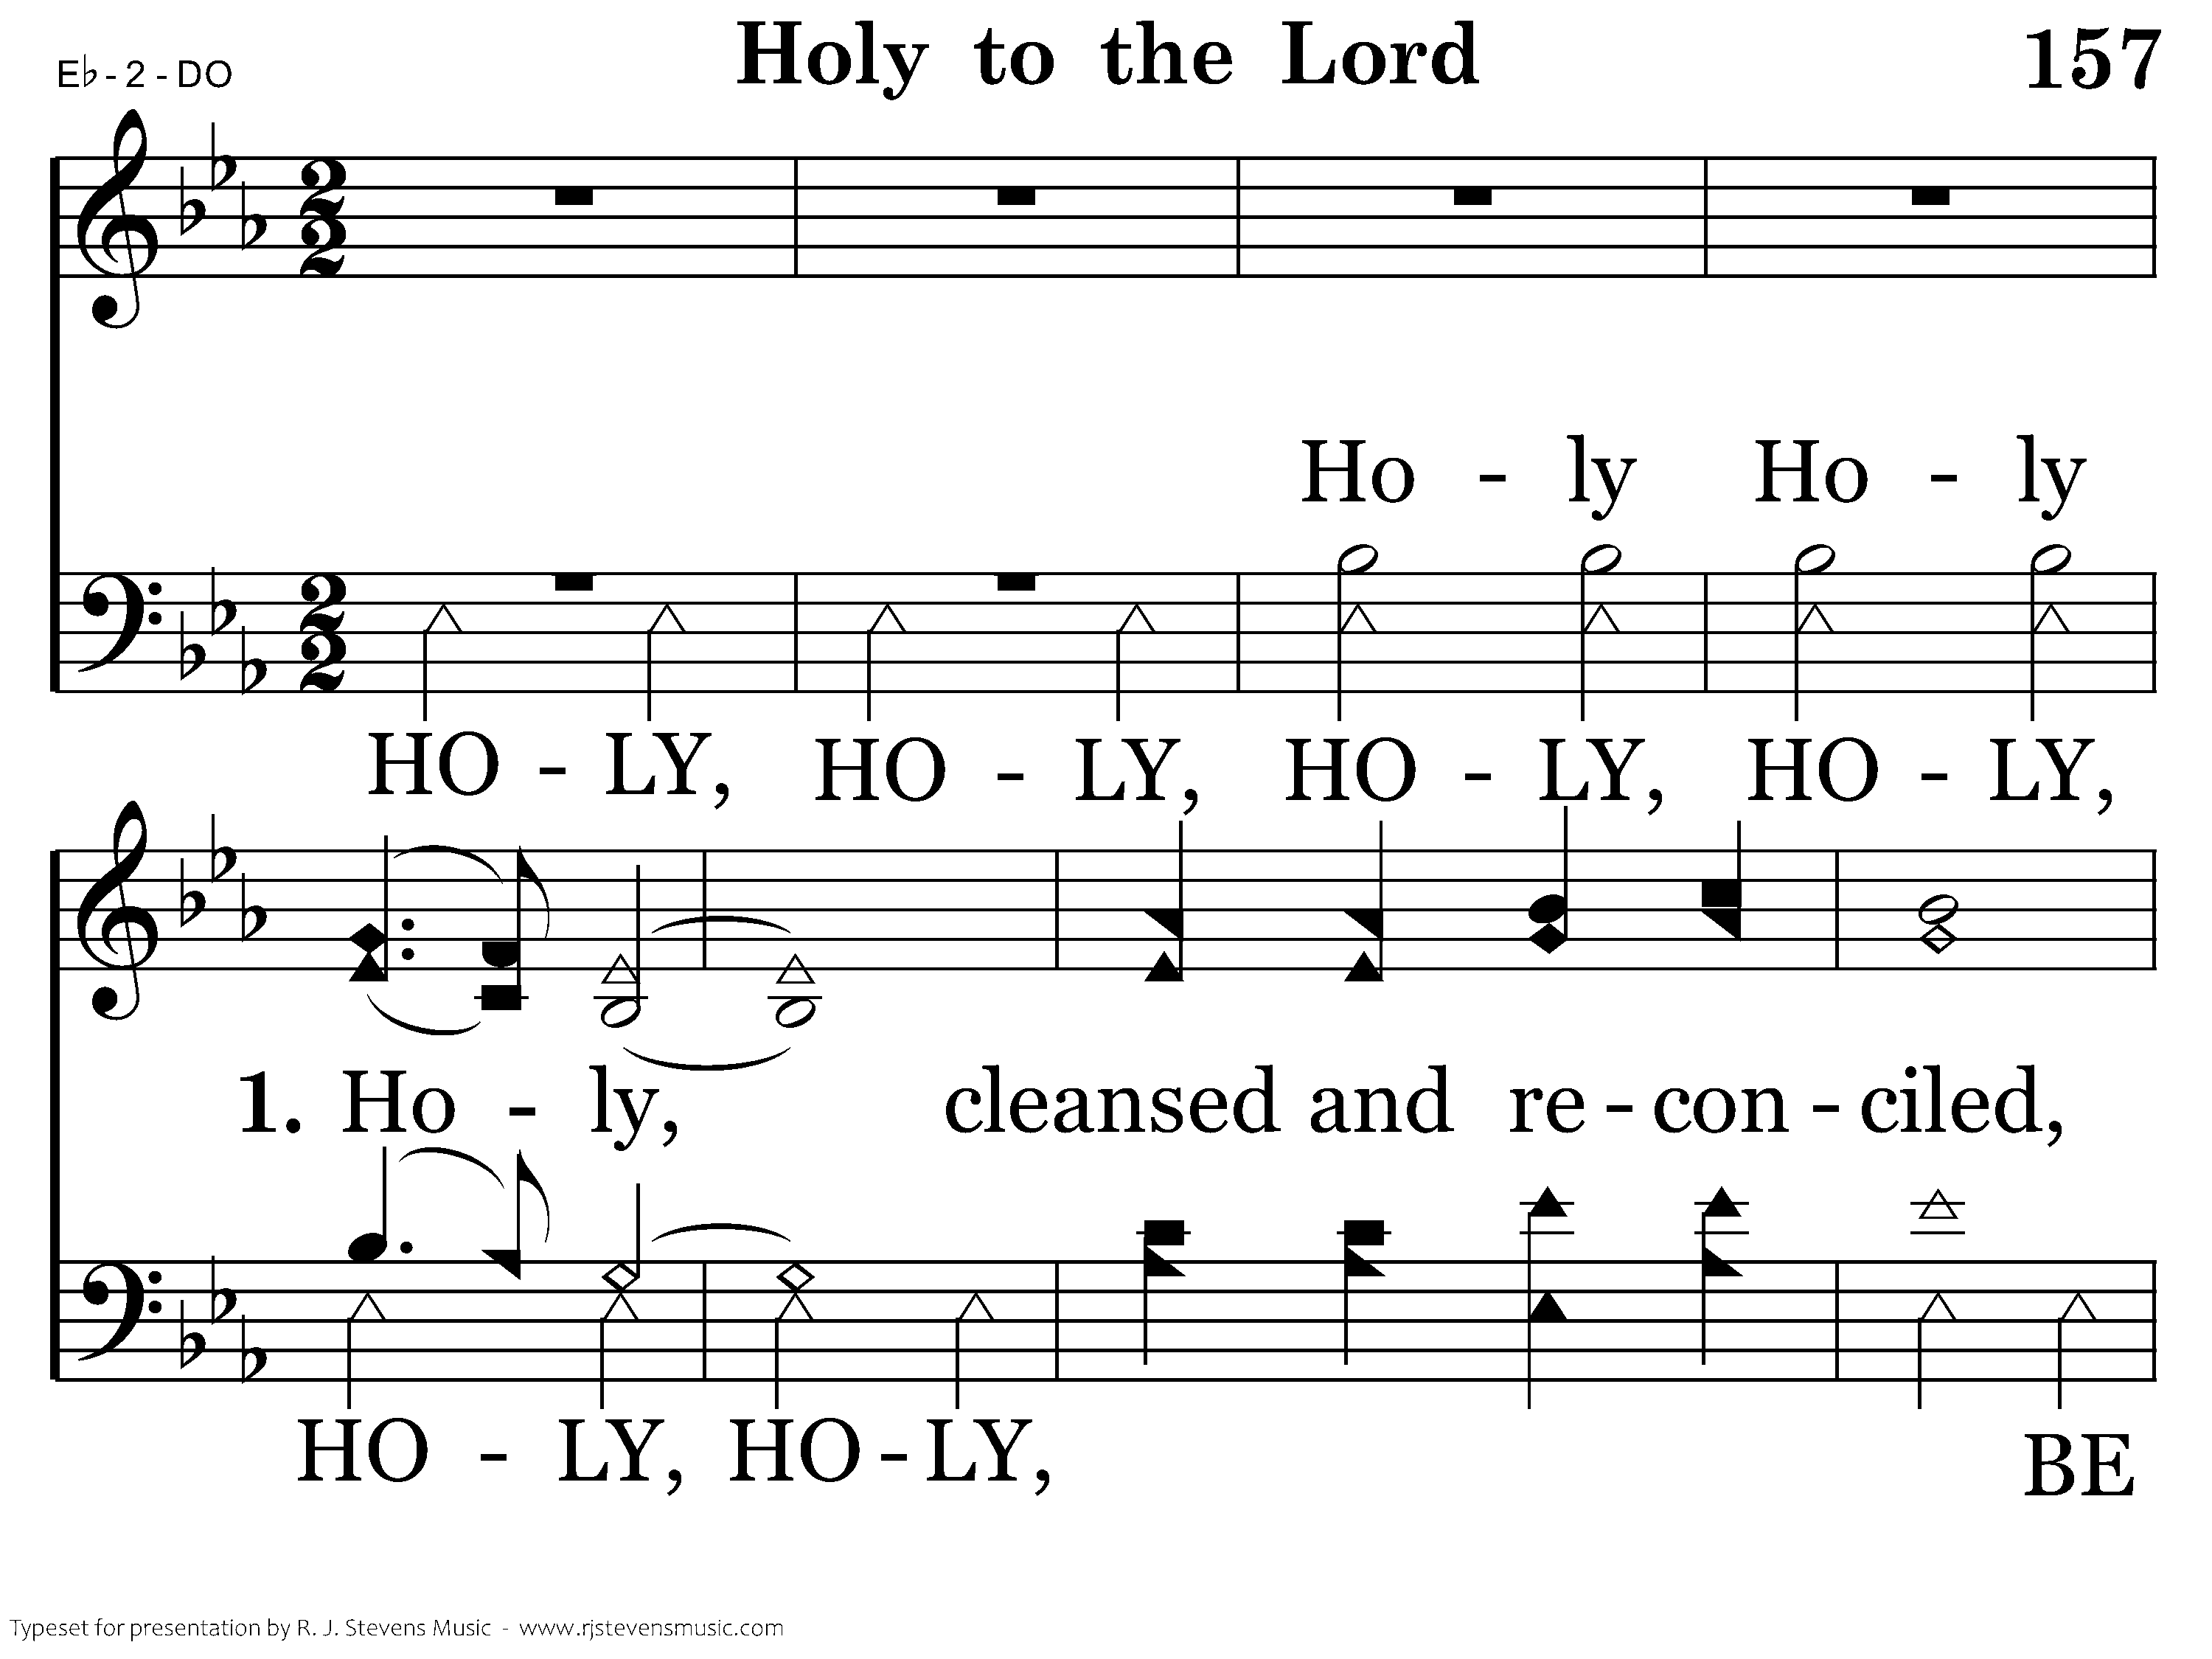 E♭ - 2 - DO
Holy to the Lord
157
Ho - ly Ho - ly
HO - LY, HO - LY, HO - LY, HO - LY,
1. Ho - ly, cleansed and re - con - ciled,
HO - LY, HO - LY, BE
Typeset for presentation by R. J. Stevens Music - www.rjstevensmusic.com